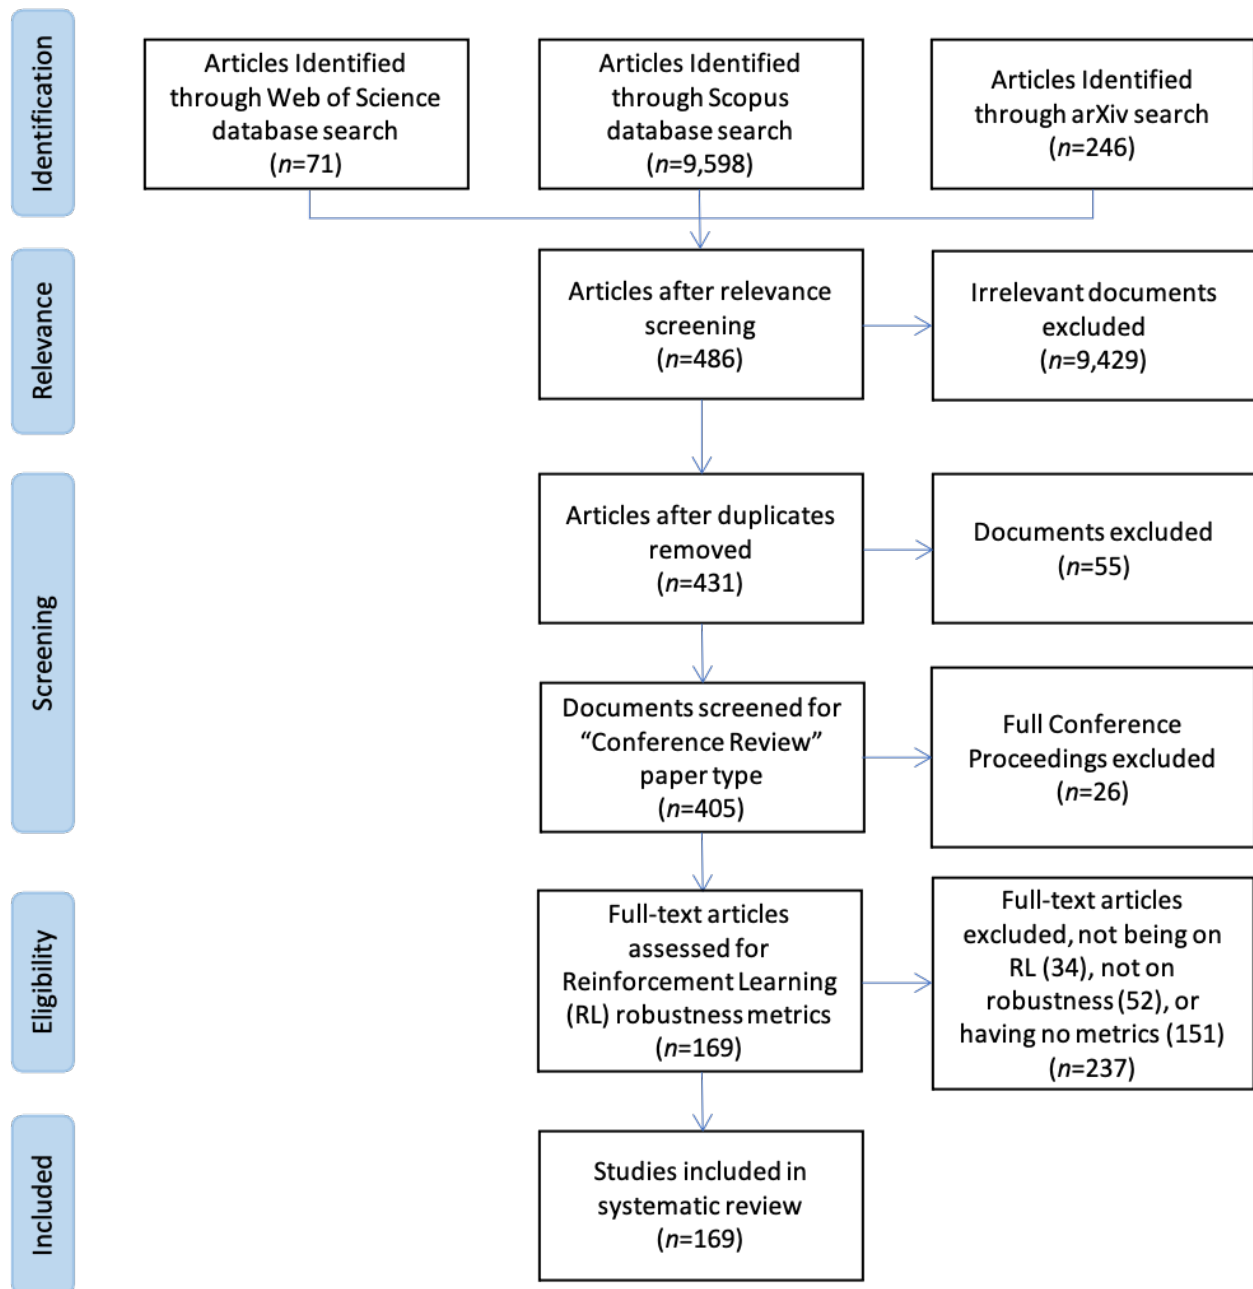 Identification
Articles Identified
through Web of Science
database search
(n=71)
Articles Identified
through Scopus
database search
(n=9,598)
Articles Identified
through arXiv search
(n=246)
Relevance
Articles after relevance
screening
(n=486)
Irrelevant documents
excluded
(n=9,429)
Screening
Articles after duplicates
removed
(n=431)
Documents excluded
(n=55)
Documents screened for
“Conference Review”
paper type
(n=405)
Full Conference
Proceedings excluded
(n=26)
Eligibility
Full-text articles
assessed for
Reinforcement Learning
(RL) robustness metrics
(n=169)
Full-text articles
excluded, not being on
RL (34), not on
robustness (52), or
having no metrics (151)
(n=237)
Included
Studies included in
systematic review
(n=169)